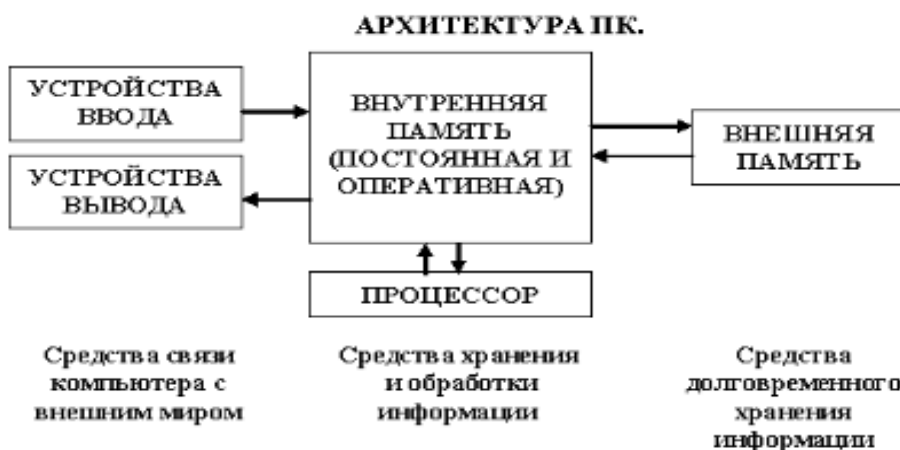 АРХИТЕКТУРА ПК.
УСТРОЙСТВА
ВВОДА
УСТРОЙСТВА
ВЫВОДА
ВНУТРЕННЯЯ
ПАМЯТЬ
(ПОСТОЯННАЯ И
ОПЕРАТИВНАЯ)
ВНЕШНЯЯ
ПАМЯТЬ
ПРОЦЕССОР
Средства связи
компьютера с
внешним миром
Средства хранения
и обработки
информации
Средства
долговременного
хранения
информации